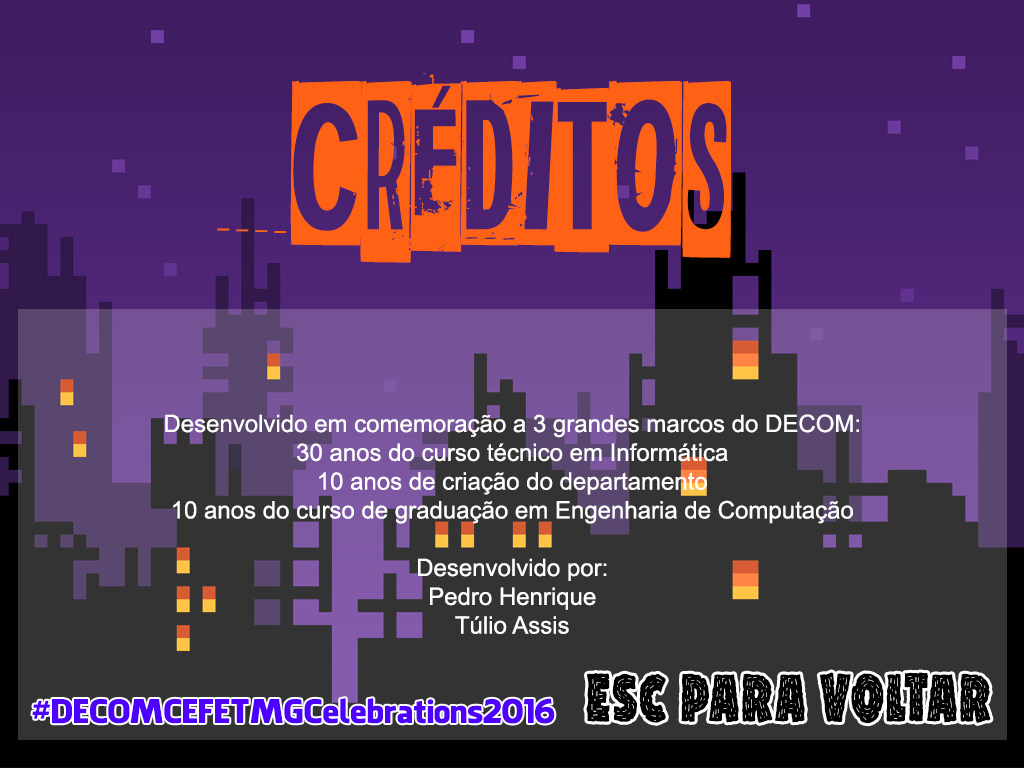 CRÉDITOS
Desenvolvido em comemoração a 3 grandes marcos do DECOM:
30 anos do curso técnico em Informática
10 anos de criação do departamento
10 anos do curso de graduação em Engenharia de Computação
Desenvolvido por:
Pedro Henrique
Túlio Assis
#DECOMCEFETMGCelebrations2016
ESC PARA VOLTAR